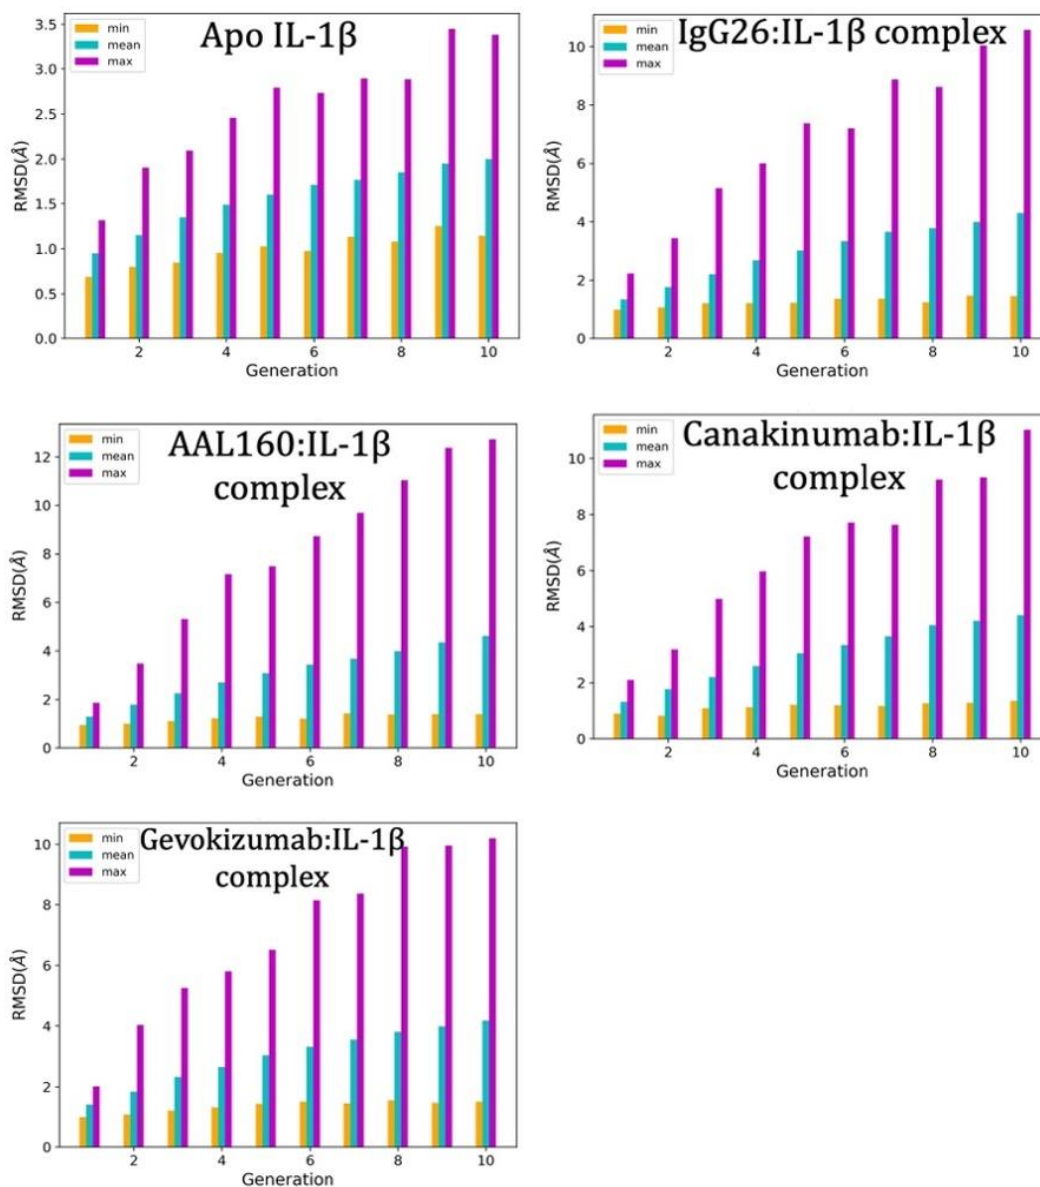 Apo IL-1β
min
mean
max
RMSD(Å)
3.5
3.0
2.5
2.0
1.5
1.0
0.5
0.0
2 4 6 8 10
Generation
IgG26:IL-1β complex
min
mean
max
RMSD(Å)
10
8
6
4
2
0
2 4 6 8 10
Generation
AAL160:IL-1β
complex
min
mean
max
RMSD(Å)
12
10
8
6
4
2
0
2 4 6 8 10
Generation
Canakinumab:IL-1β
complex
min
mean
max
RMSD(Å)
10
8
6
4
2
0
2 4 6 8 10
Generation
Gevokizumab:IL-1β
complex
min
mean
max
RMSD(Å)
10
8
6
4
2
0
2 4 6 8 10
Generation